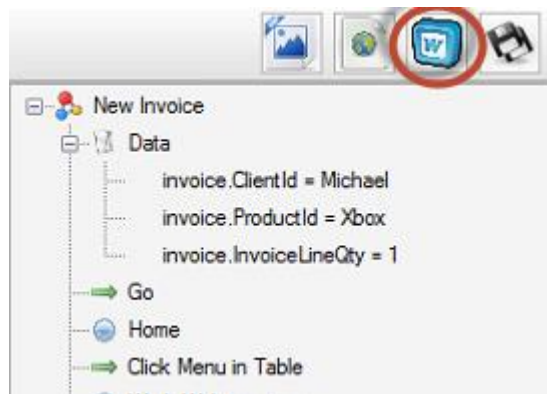 W
New Invoice
Data
invoice.ClientId = Michael
invoice.ProductId = Xbox
invoice.InvoiceLineQty = 1
Go
Home
Click Menu in Table